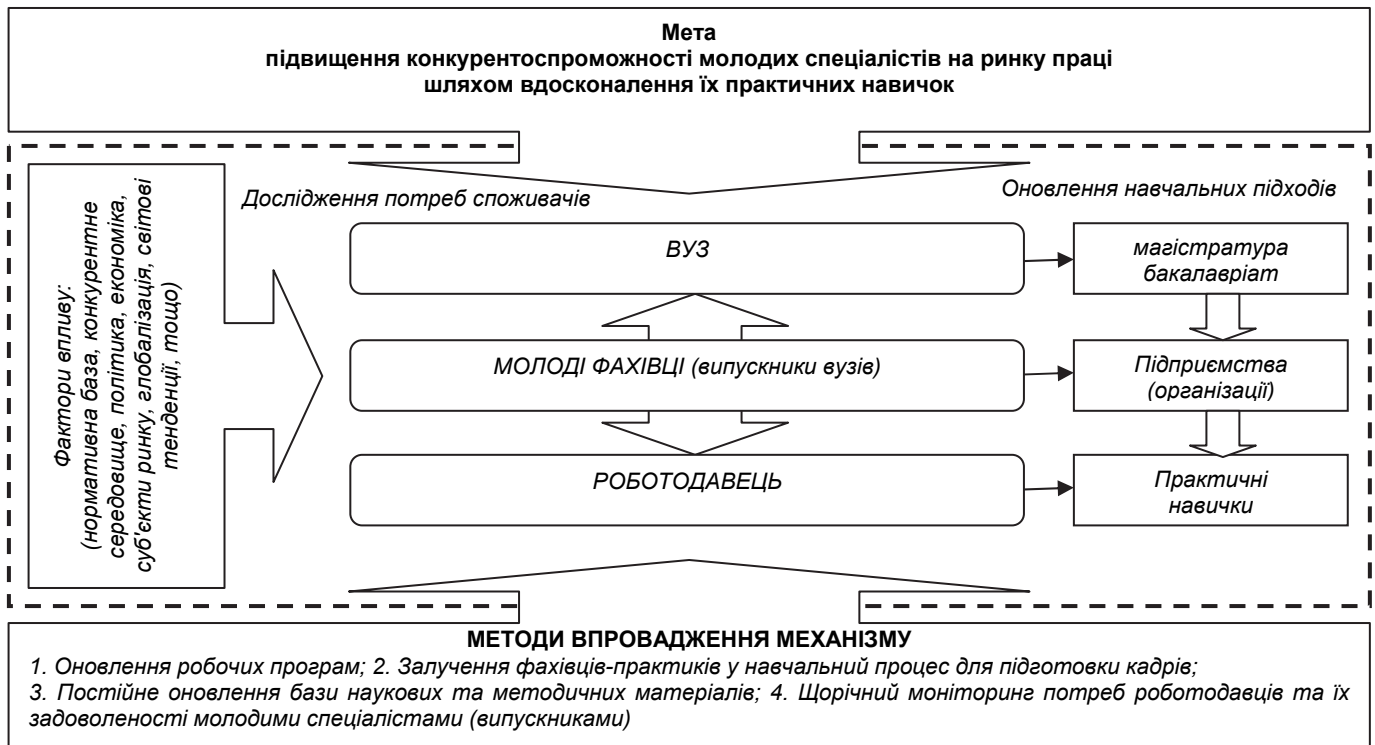 Мета
підвищення конкурентоспроможності молодих спеціалістів на ринку праці
шляхом вдосконалення їх практичних навичок
Фактори впливу:
(нормативна база, конкурентне
середовище, політика, економіка,
суб'єкти ринку, глобалізація, світові
тенденції, тощо)
Дослідження потреб споживачів
Оновлення навчальних підходів
ВУЗ
магістратура
бакалавріат
МОЛОДІ ФАХІВЦІ (випускники вузів)
Підприємства
(організації)
РОБОТОДАВЕЦЬ
Практичні
навички
МЕТОДИ ВПРОВАДЖЕННЯ МЕХАНІЗМУ
1. Оновлення робочих програм; 2. Залучення фахівців-практиків у навчальний процес для підготовки кадрів;
3. Постійне оновлення бази наукових та методичних матеріалів; 4. Щорічний моніторинг потреб роботодавців та їх
задоволеності молодими спеціалістами (випускниками)